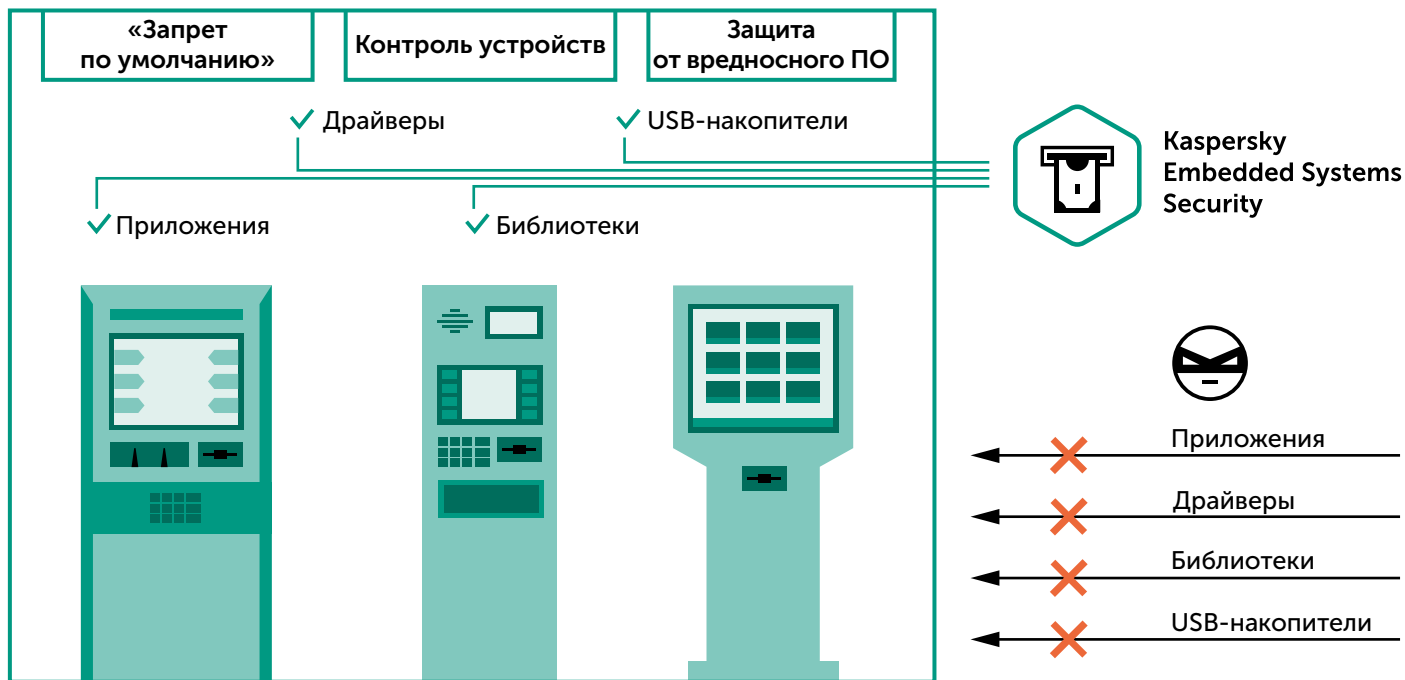 «Запрет
по умолчанию»
Контроль устройств
Защита
от вредносного ПО
Драйверы
USB-накопители
Приложения
Библиотеки
Kaspersky
Embedded Systems
Security
Приложения
Драйверы
Библиотеки
USB-накопители